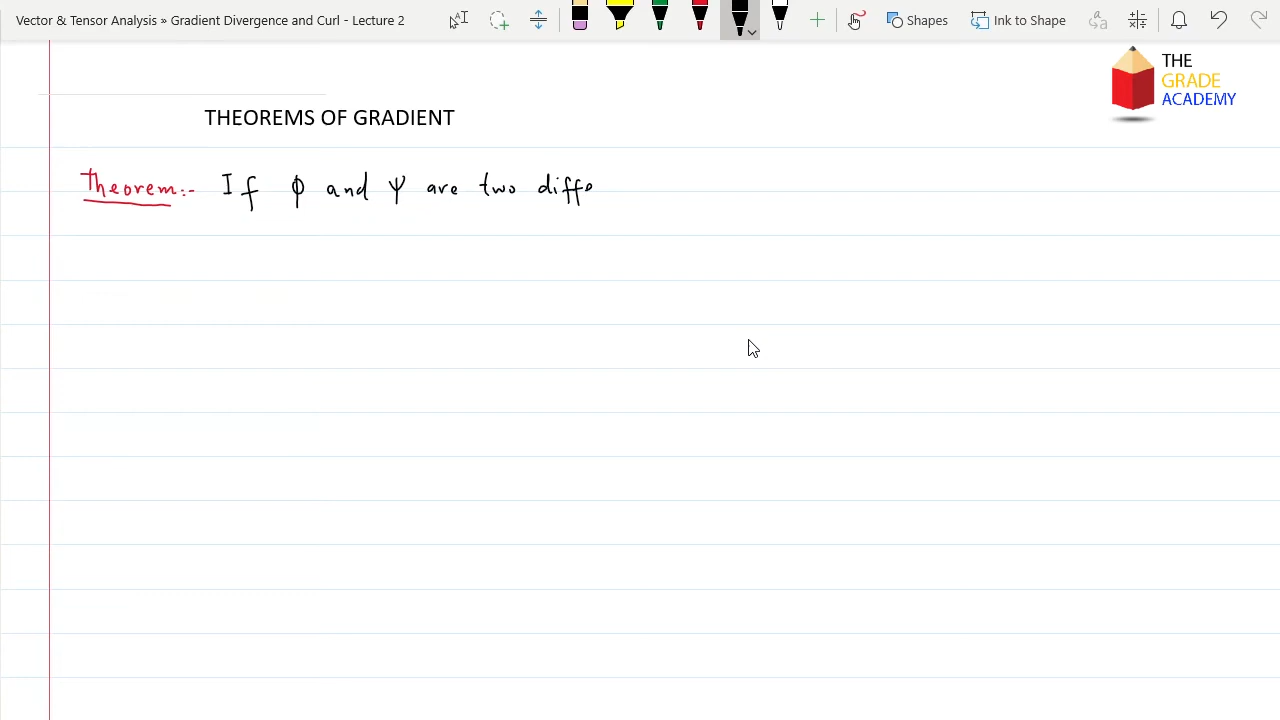 Vector & Tensor Analysis » Gradient Divergence and Curl - Lecture 2
Shapes
Ink to Shape
THE
GRADE
ACADEMY
THEOREMS OF GRADIENT
Theorem:- If ϕ and ψ are two diffe